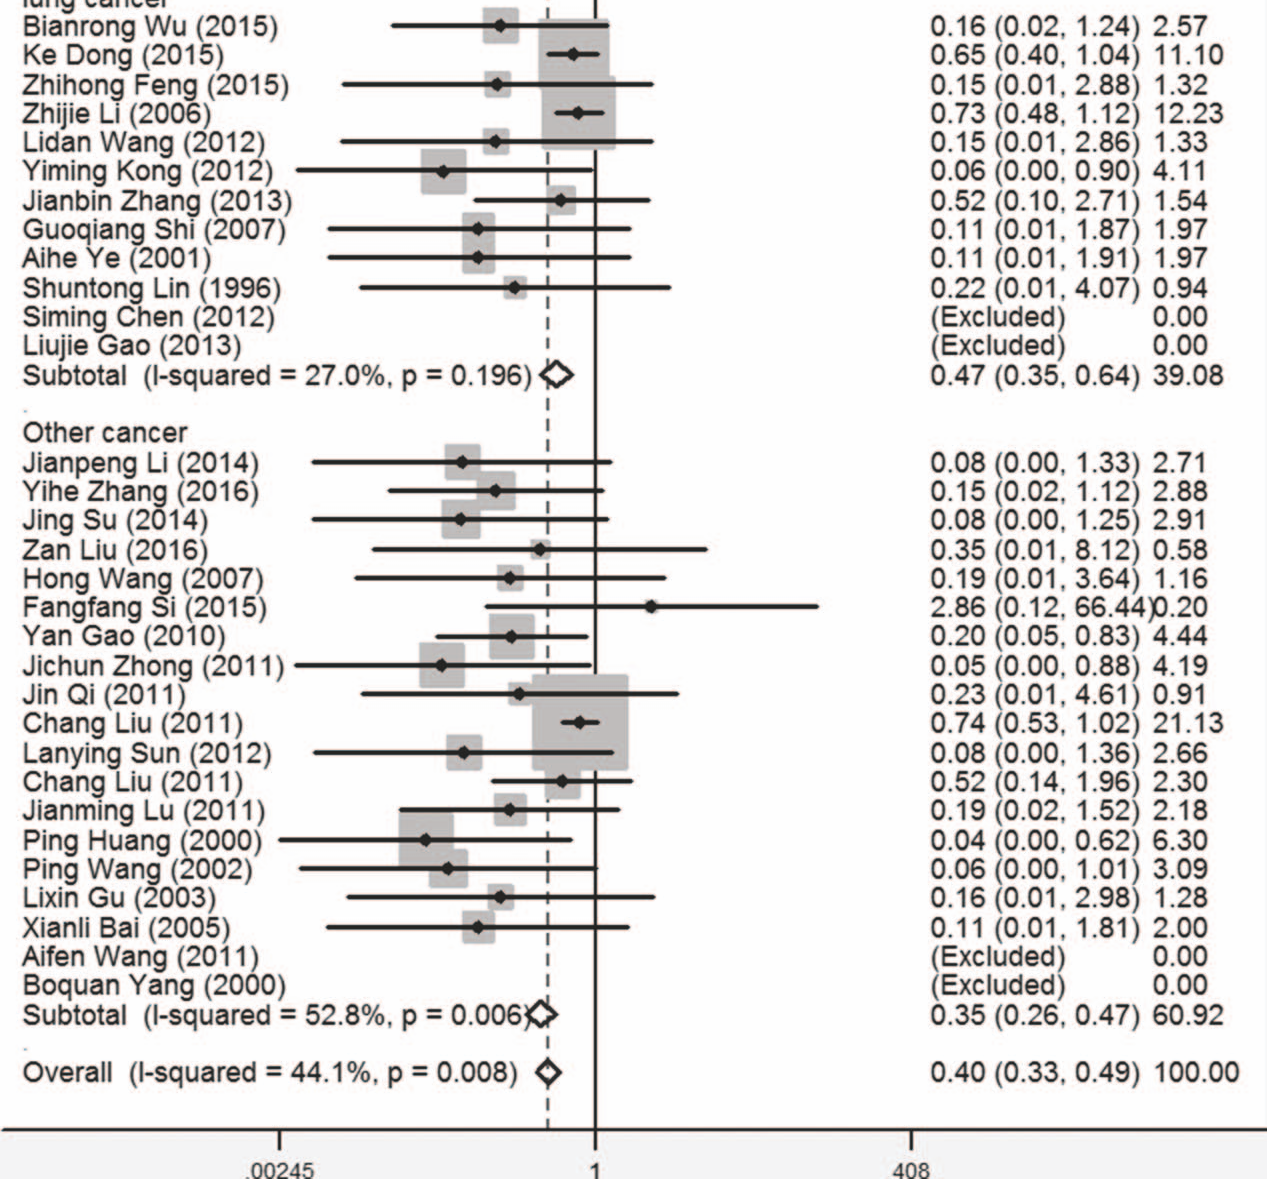 lung cancer
Bianrong Wu (2015) 0.16 (0.02, 1.24) 2.57
Ke Dong (2015) 0.65 (0.40, 1.04) 11.10
Zhihong Feng (2015) 0.15 (0.01, 2.88) 1.32
Zhijie Li (2006) 0.73 (0.48, 1.12) 12.23
Lidan Wang (2012) 0.15 (0.01, 2.86) 1.33
Yiming Kong (2012) 0.06 (0.00, 0.90) 4.11
Jianbin Zhang (2013) 0.52 (0.10, 2.71) 1.54
Guoqiang Shi (2007) 0.11 (0.01, 1.87) 1.97
Aihe Ye (2001) 0.11 (0.01, 1.91) 1.97
Shuntong Lin (1996) 0.22 (0.01, 4.07) 0.94
Siming Chen (2012) (Excluded) 0.00
Liujie Gao (2013) (Excluded) 0.00
Subtotal (I-squared = 27.0%, p = 0.196) 0.47 (0.35, 0.64) 39.08
.
Other cancer
Jianpeng Li (2014) 0.08 (0.00, 1.33) 2.71
Yihe Zhang (2016) 0.15 (0.02, 1.12) 2.88
Jing Su (2014) 0.08 (0.00, 1.25) 2.91
Zan Liu (2016) 0.35 (0.01, 8.12) 0.58
Hong Wang (2007) 0.19 (0.01, 3.64) 1.16
Fangfang Si (2015) 2.86 (0.12, 66.44) 0.20
Yan Gao (2010) 0.20 (0.05, 0.83) 4.44
Jichun Zhong (2011) 0.05 (0.00, 0.88) 4.19
Jin Qi (2011) 0.23 (0.01, 4.61) 0.91
Chang Liu (2011) 0.74 (0.53, 1.02) 21.13
Lanying Sun (2012) 0.08 (0.00, 1.36) 2.66
Chang Liu (2011) 0.52 (0.14, 1.96) 2.30
Jianming Lu (2011) 0.19 (0.02, 1.52) 2.18
Ping Huang (2000) 0.04 (0.00, 0.62) 6.30
Ping Wang (2002) 0.06 (0.00, 1.01) 3.09
Lixin Gu (2003) 0.16 (0.01, 2.98) 1.28
Xianli Bai (2005) 0.11 (0.01, 1.81) 2.00
Aifen Wang (2011) (Excluded) 0.00
Boquan Yang (2000) (Excluded) 0.00
Subtotal (I-squared = 52.8%, p = 0.006) 0.35 (0.26, 0.47) 60.92
.
Overall (I-squared = 44.1%, p = 0.008) 0.40 (0.33, 0.49) 100.00
.00245 1 408